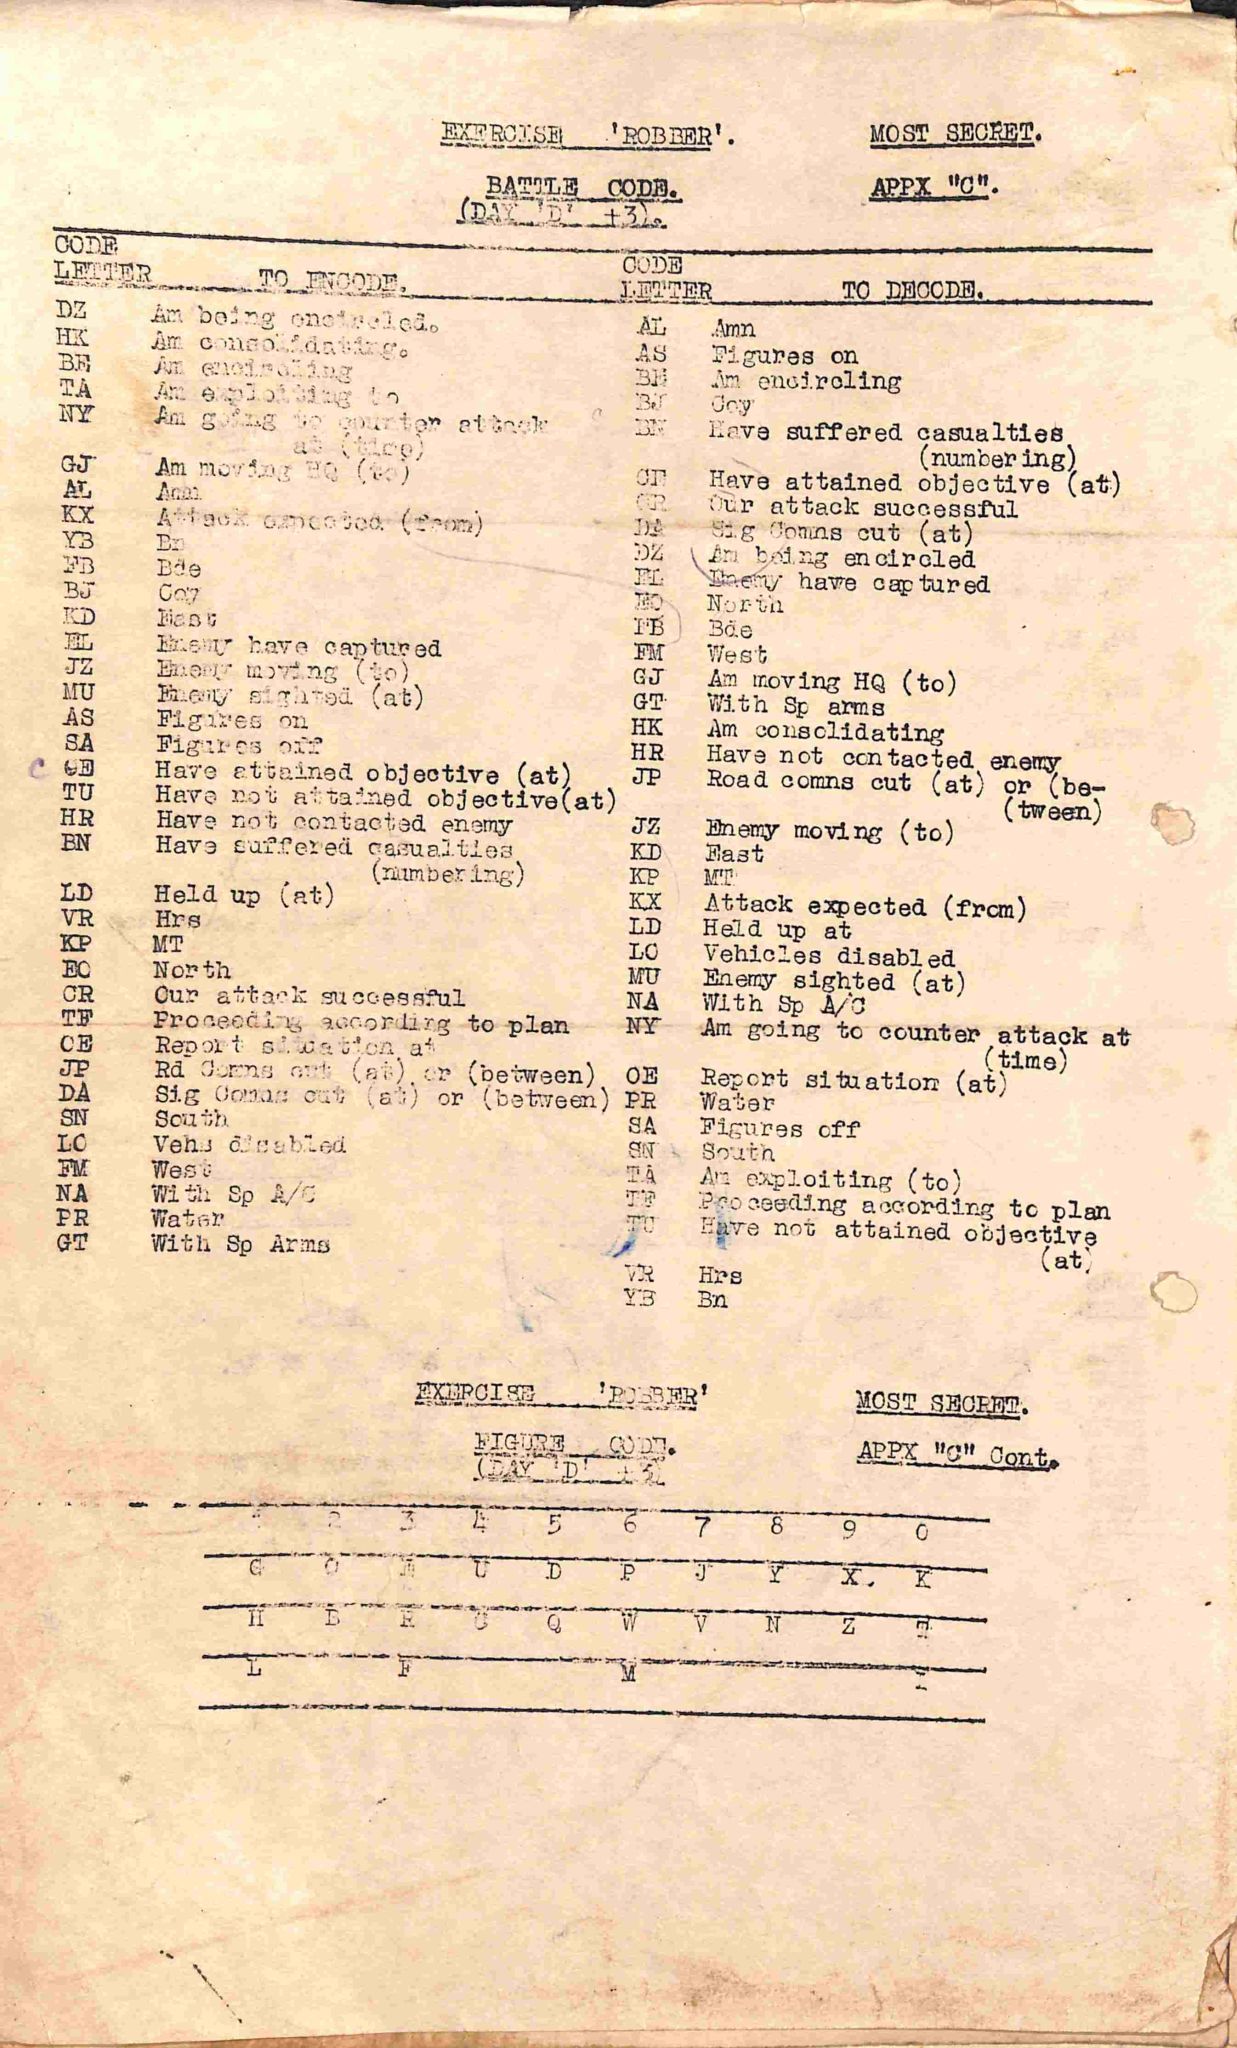 EXERCISE 'ROBBER'. MOST SECRET.
BATTLE CODE. APPX "C".
(DAY 'D' +3).
CODE
LETTER TO ENCODE.
DZ Am being encircled.
HK Am consolidating.
BE Am encircling
TA Am exploiting to
NY Am going to counter attack
at (time)
GJ Am moving HQ (to)
AL Amn
KX Attack expected (from)
YB Bn
FB Bde
BJ Coy
KD East
EL Enemy have captured
JZ Enemy moving (to)
MU Enemy sighted (at)
AS Figures on
SA Figures off
C OE Have attained objective (at)
TU Have not attained objective(at)
HR Have not contacted enemy
BN Have suffered casualties
(numbering)
LD Held up (at)
VR Hrs
KP MT
EO North
CR Our attack successful
TF Proceeding according to plan
OE Report situation at
JP Rd Comns cut (at) or (between)
DA Sig Comns cut (at) or (between)
SN South
LO Vehs disabled
FM West
NA With Sp A/C
PR Water
GT With Sp Arms
CODE
LETTER TO DECODE.
AL Amn
AS Figures on
BE Am encircling
BJ Coy
BN Have suffered casualties
(numbering)
CE Have attained objective (at)
CR Our attack successful
DA Sig Comns cut (at)
DZ Am being encircled
EL Enemy have captured
EO North
FB Bde
FM West
GJ Am moving HQ (to)
GT With Sp arms
HK Am consolidating
HR Have not contacted enemy
JP Road comns cut (at) or (be-
(tween)
JZ Enemy moving (to)
KD East
KP MT
KX Attack expected (from)
LD Held up at
LO Vehicles disabled
MU Enemy sighted (at)
NA With Sp A/C
NY Am going to counter attack at
(time)
OE Report situation (at)
PR Water
SA Figures off
SN South
TA Am exploiting (to)
TF Proceeding according to plan
TU Have not attained objective
(at)
VR Hrs
YB Bn
EXERCISE 'ROBBER' MOST SECRET.
FIGURE CODE. APPX "C" Cont.
(DAY 'D' +3)
1 2 3 4 5 6 7 8 9 0
G O U D P J Y X. K
H B R C Q W V N Z T
L F M I